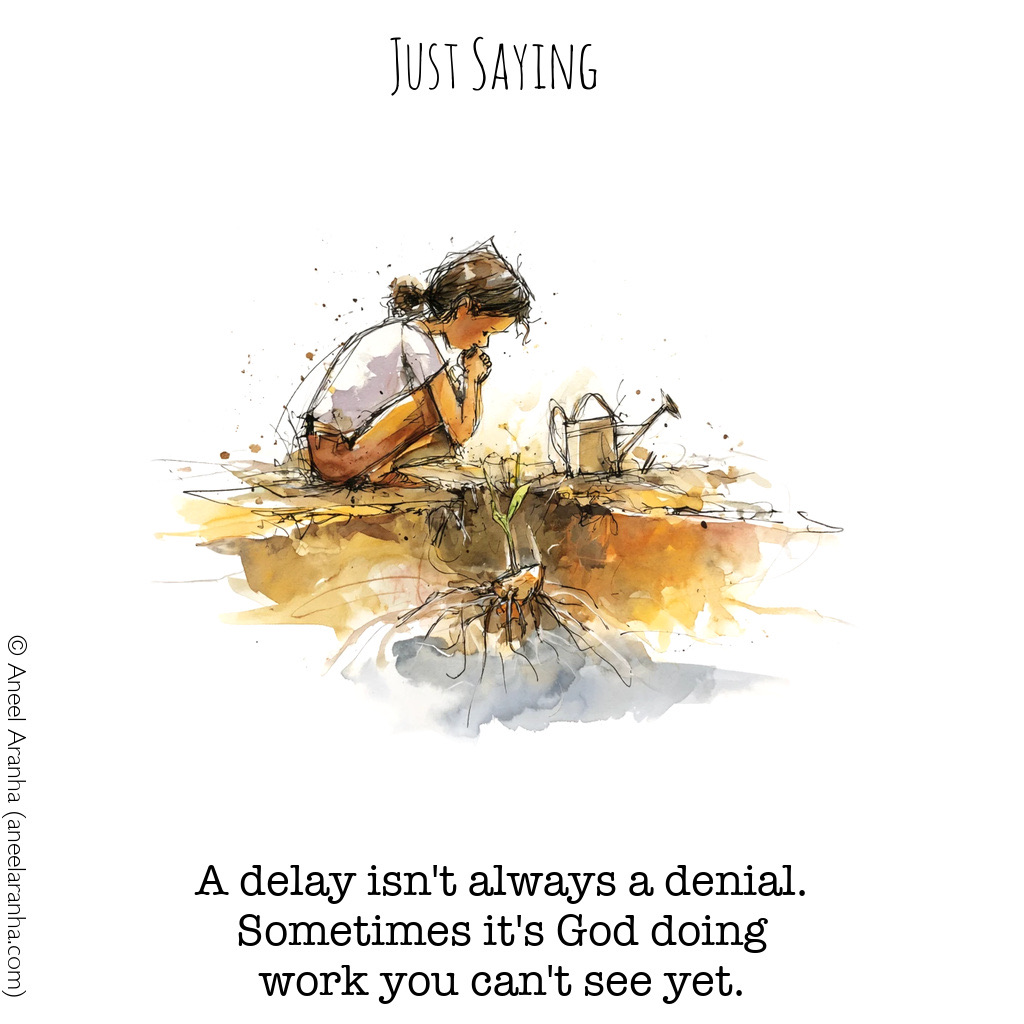 Just Saying
A delay isn't always a denial.
Sometimes it's God doing
work you can't see yet.
© Aneel Aranha (aneelaranha.com)